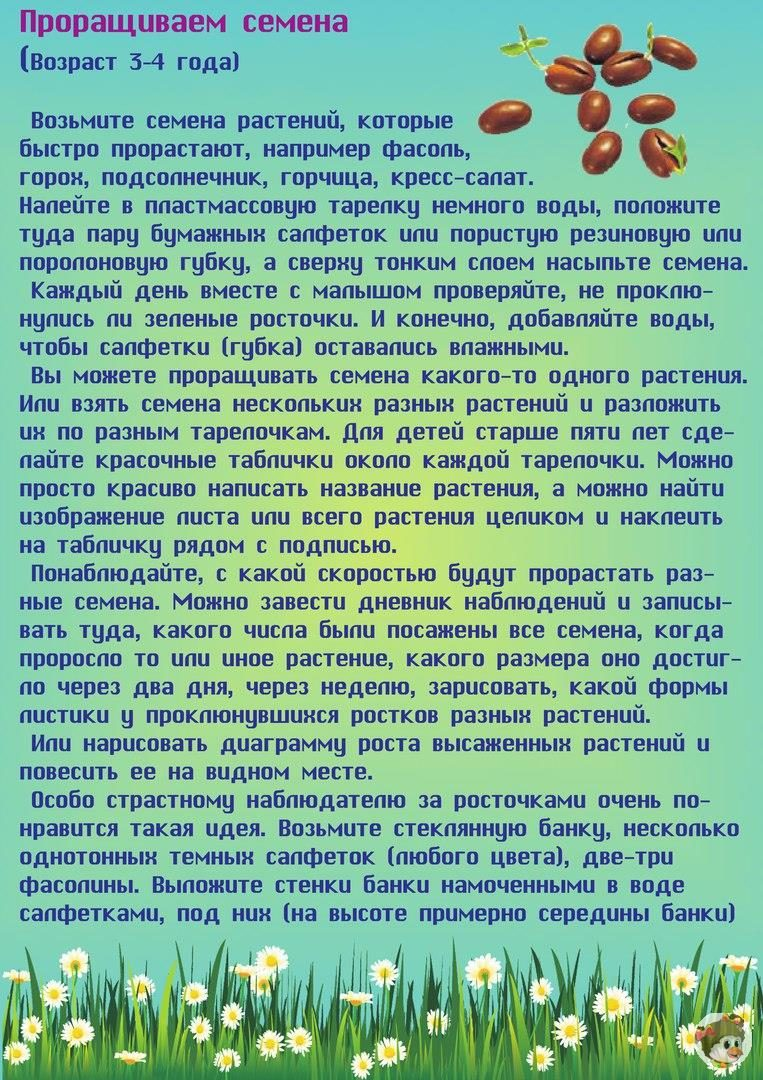 Проращиваем семена
(Возраст 3-4 года)
Возьмите семена растений, которые
быстро прорастают, например фасоль,
горох, подсолнечник, горчица, кресс-салат.
Налейте в пластмассовую тарелку немного воды, положите
туда пару бумажных салфеток или пористую резиновую или
поролоновую губку, а сверху тонким слоем насыпьте семена.
Каждый день вместе с малышом проверяйте, не проклю-
нулись ли зеленые росточки. И конечно, добавляйте воды,
чтобы салфетки (губка) оставались влажными.
Вы можете проращивать семена какого-то одного растения.
Или взять семена нескольких разных растений и разложить
их по разным тарелочкам. Для детей старше пяти лет сде-
лайте красочные таблички около каждой тарелочки. Можно
просто красиво написать название растения, а можно найти
изображение листа или всего растения целиком и наклеить
на табличку рядом с подписью.
Понаблюдайте, с какой скоростью будут прорастать раз-
ные семена. Можно завести дневник наблюдений и записы-
вать туда, какого числа были посажены все семена, когда
проросло то или иное растение, какого размера оно достиг-
ло через два дня, через неделю, зарисовать, какой формы
листики у проклюнувшихся ростков разных растений.
Или нарисовать диаграмму роста высаженных растений и
повесить ее на видном месте.
Особо страстному наблюдателю за росточками очень по-
нравится такая идея. Возьмите стеклянную банку, несколько
однотонных темных салфеток (любого цвета), две-три
фасолины. Выложите стенки банки намоченными в воде
салфетками, под них (на высоте примерно середины банки)